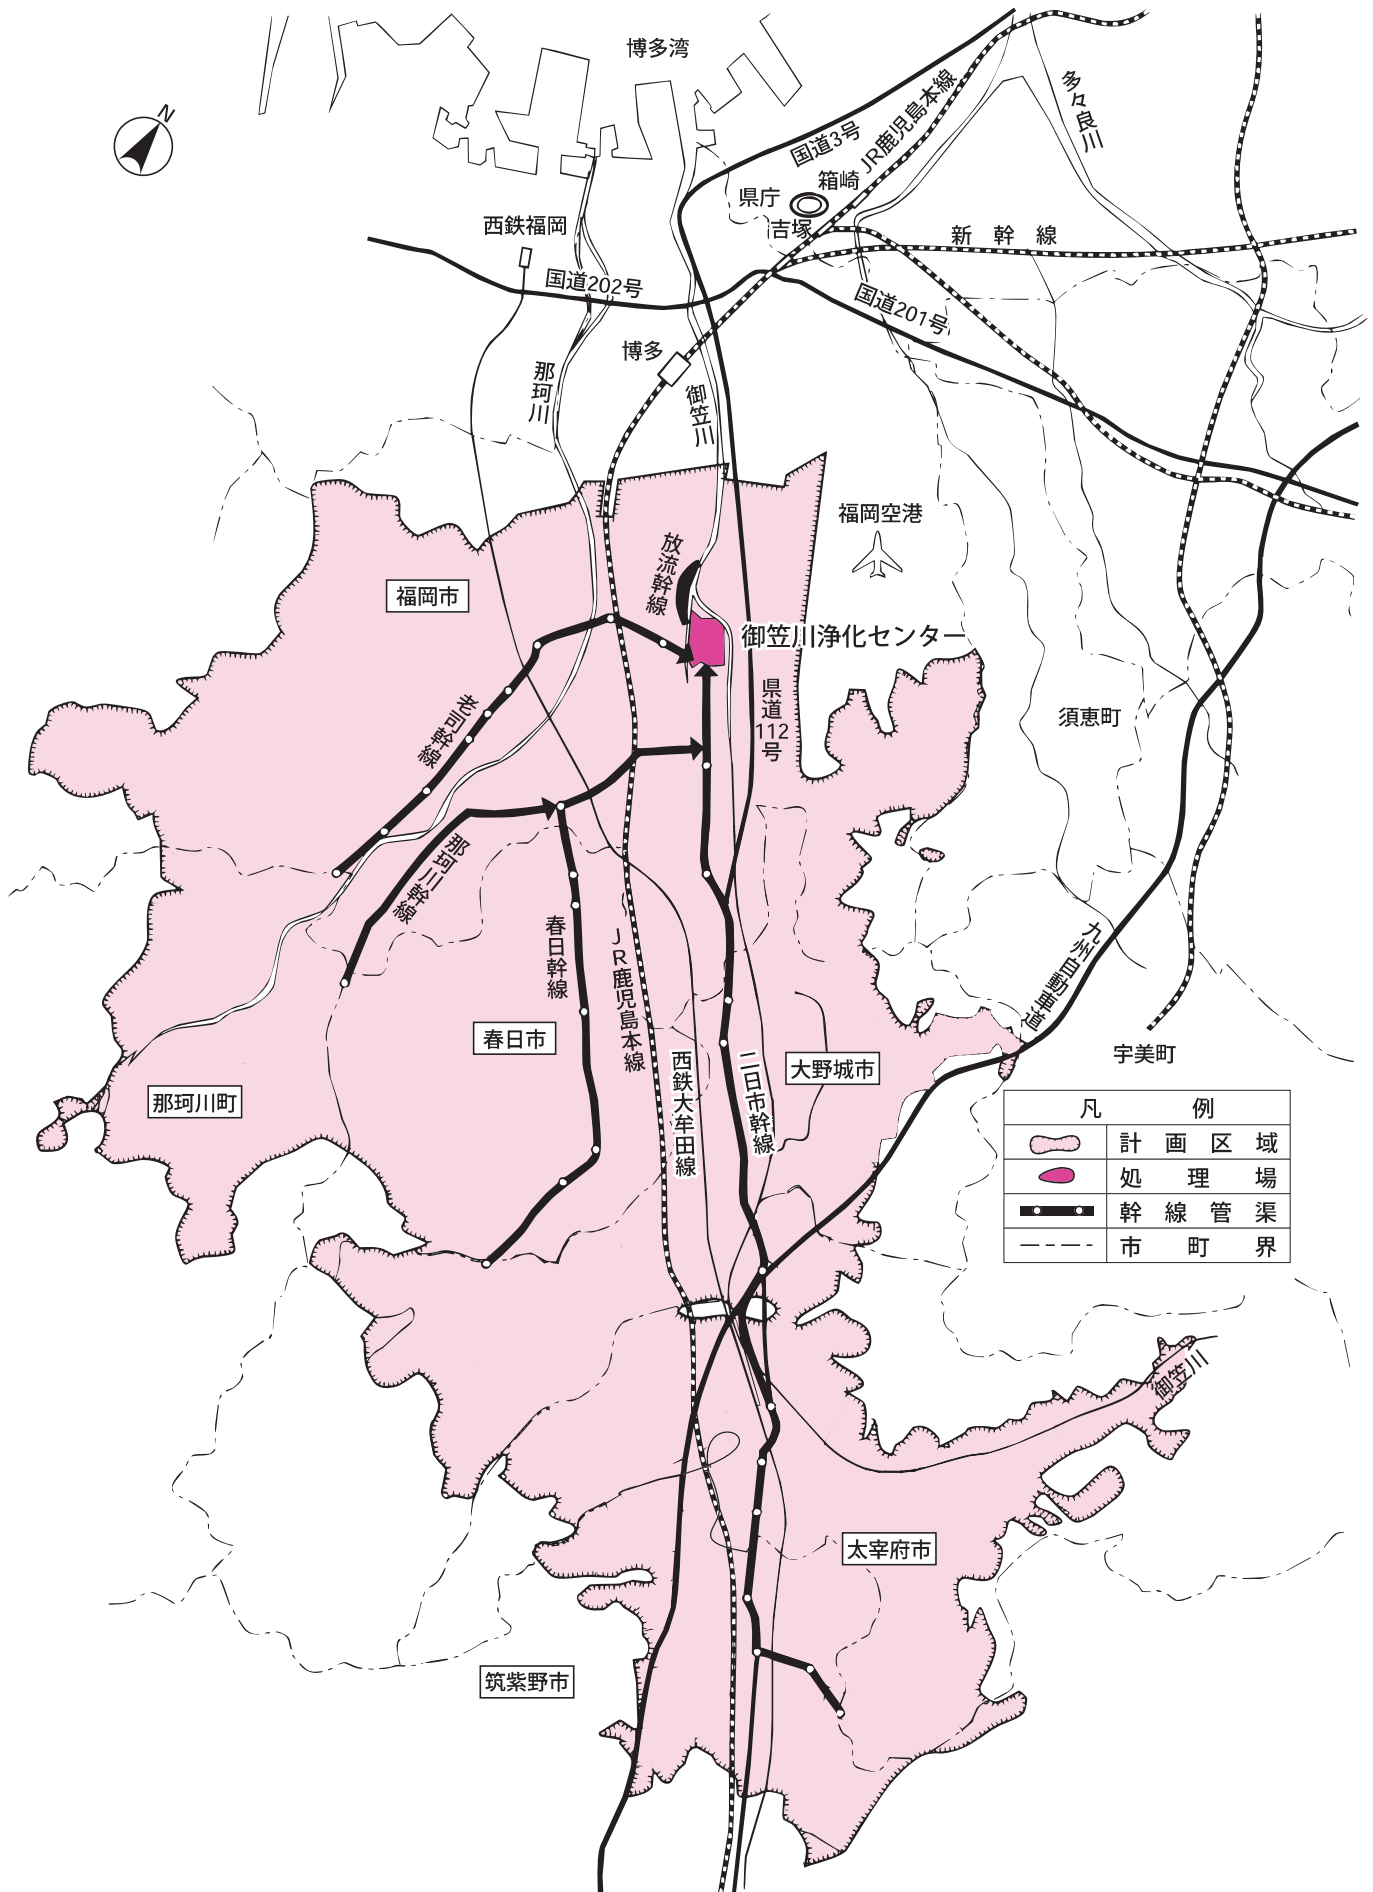 博多湾
N
多々良川
JR鹿児島本線
国道3号
箱崎
県庁
吉塚
西鉄福岡
新幹線
国道202号
国道201号
博多
那珂川
御笠川
福岡空港
放流幹線
福岡市
御笠川浄化センター
老司幹線
県道112号
須恵町
那珂川幹線
春日幹線
JR鹿児島本線
九州自動車道
春日市
西鉄大牟田線
二日市幹線
大野城市
宇美町
那珂川町
凡例
計画区域
処理場
幹線管渠
市町界
御笠川
太宰府市
筑紫野市